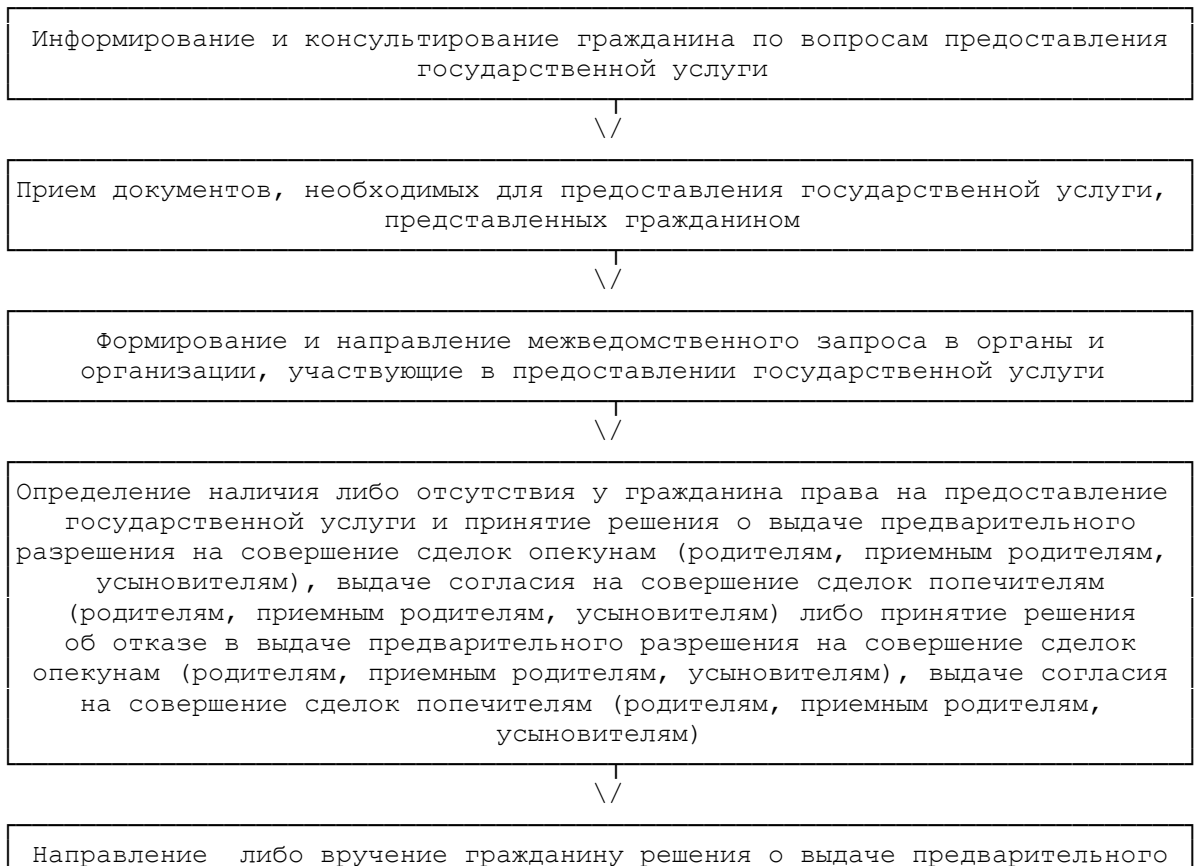 Информирование и консультирование гражданина по вопросам предоставления
государственной услуги
\/
Прием документов, необходимых для предоставления государственной услуги,
представленных гражданином
\/
Формирование и направление межведомственного запроса в органы и
организации, участвующие в предоставлении государственной услуги
\/
Определение наличия либо отсутствия у гражданина права на предоставление
государственной услуги и принятие решения о выдаче предварительного
разрешения на совершение сделок опекунам (родителям, приемным родителям,
усыновителям), выдаче согласия на совершение сделок попечителям
(родителям, приемным родителям, усыновителям) либо принятие решения
об отказе в выдаче предварительного разрешения на совершение сделок
опекунам (родителям, приемным родителям, усыновителям), выдаче согласия
на совершение сделок попечителям (родителям, приемным родителям,
усыновителям)
\/
Направление либо вручение гражданину решения о выдаче предварительного